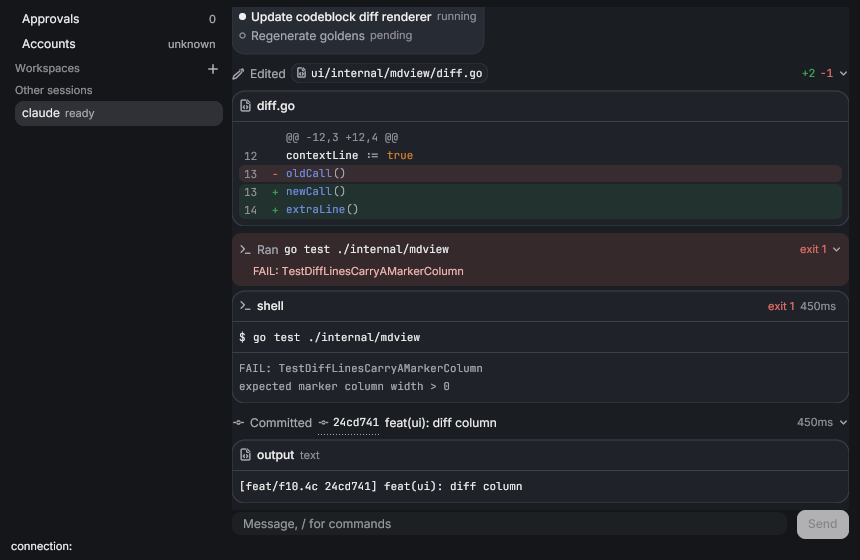 Approvals 0
Accounts unknown
Workspaces +
Other sessions
claude ready
Update codeblock diff renderer running
Regenerate goldens pending
Edited ui/internal/mdview/diff.go +2 -1
diff.go
@@ -12,3 +12,4 @@
12 contextLine := true
13 - oldCall()
13 + newCall()
14 + extraLine()
Ran go test ./internal/mdview exit 1
FAIL: TestDiffLinesCarryAMarkerColumn
shell exit 1 450ms
$ go test ./internal/mdview
FAIL: TestDiffLinesCarryAMarkerColumn
expected marker column width > 0
Committed 24cd741 feat(ui): diff column 450ms
output text
[feat/f10.4c 24cd741] feat(ui): diff column
Message, / for commands
Send
connection: